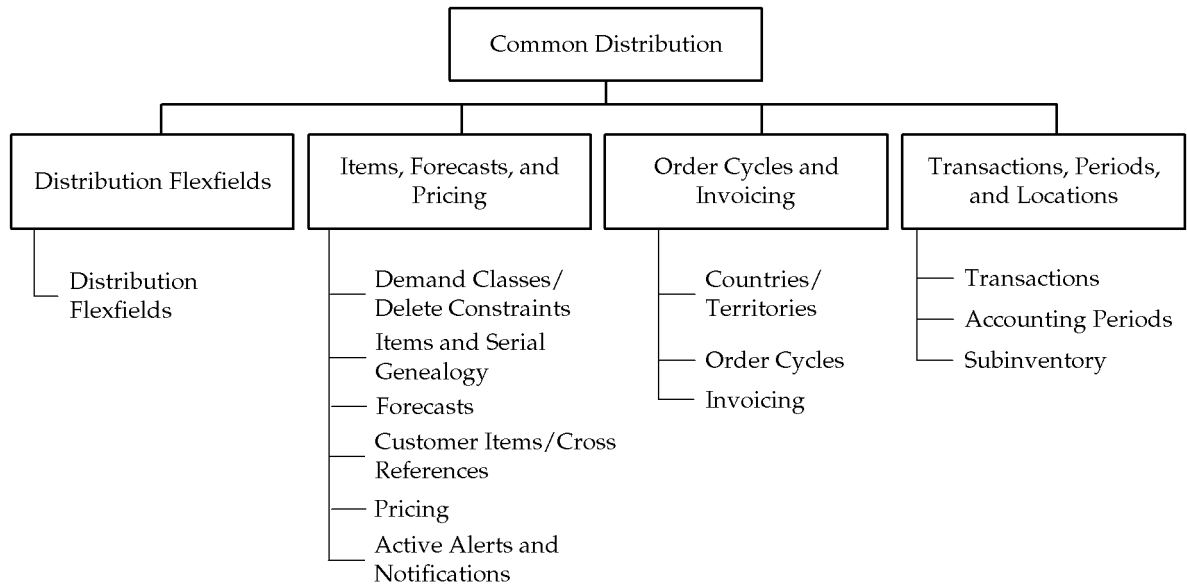 Common Distribution
Distribution Flexfields
Items, Forecasts, and
Pricing
Order Cycles and
Invoicing
Transactions, Periods,
and Locations
Distribution
Flexfields
Demand Classes/
Delete Constraints
Items and Serial
Genealogy
Forecasts
Customer Items/Cross
References
Pricing
Active Alerts and
Notifications
Countries/
Territories
Order Cycles
Invoicing
Transactions
Accounting Periods
Subinventory